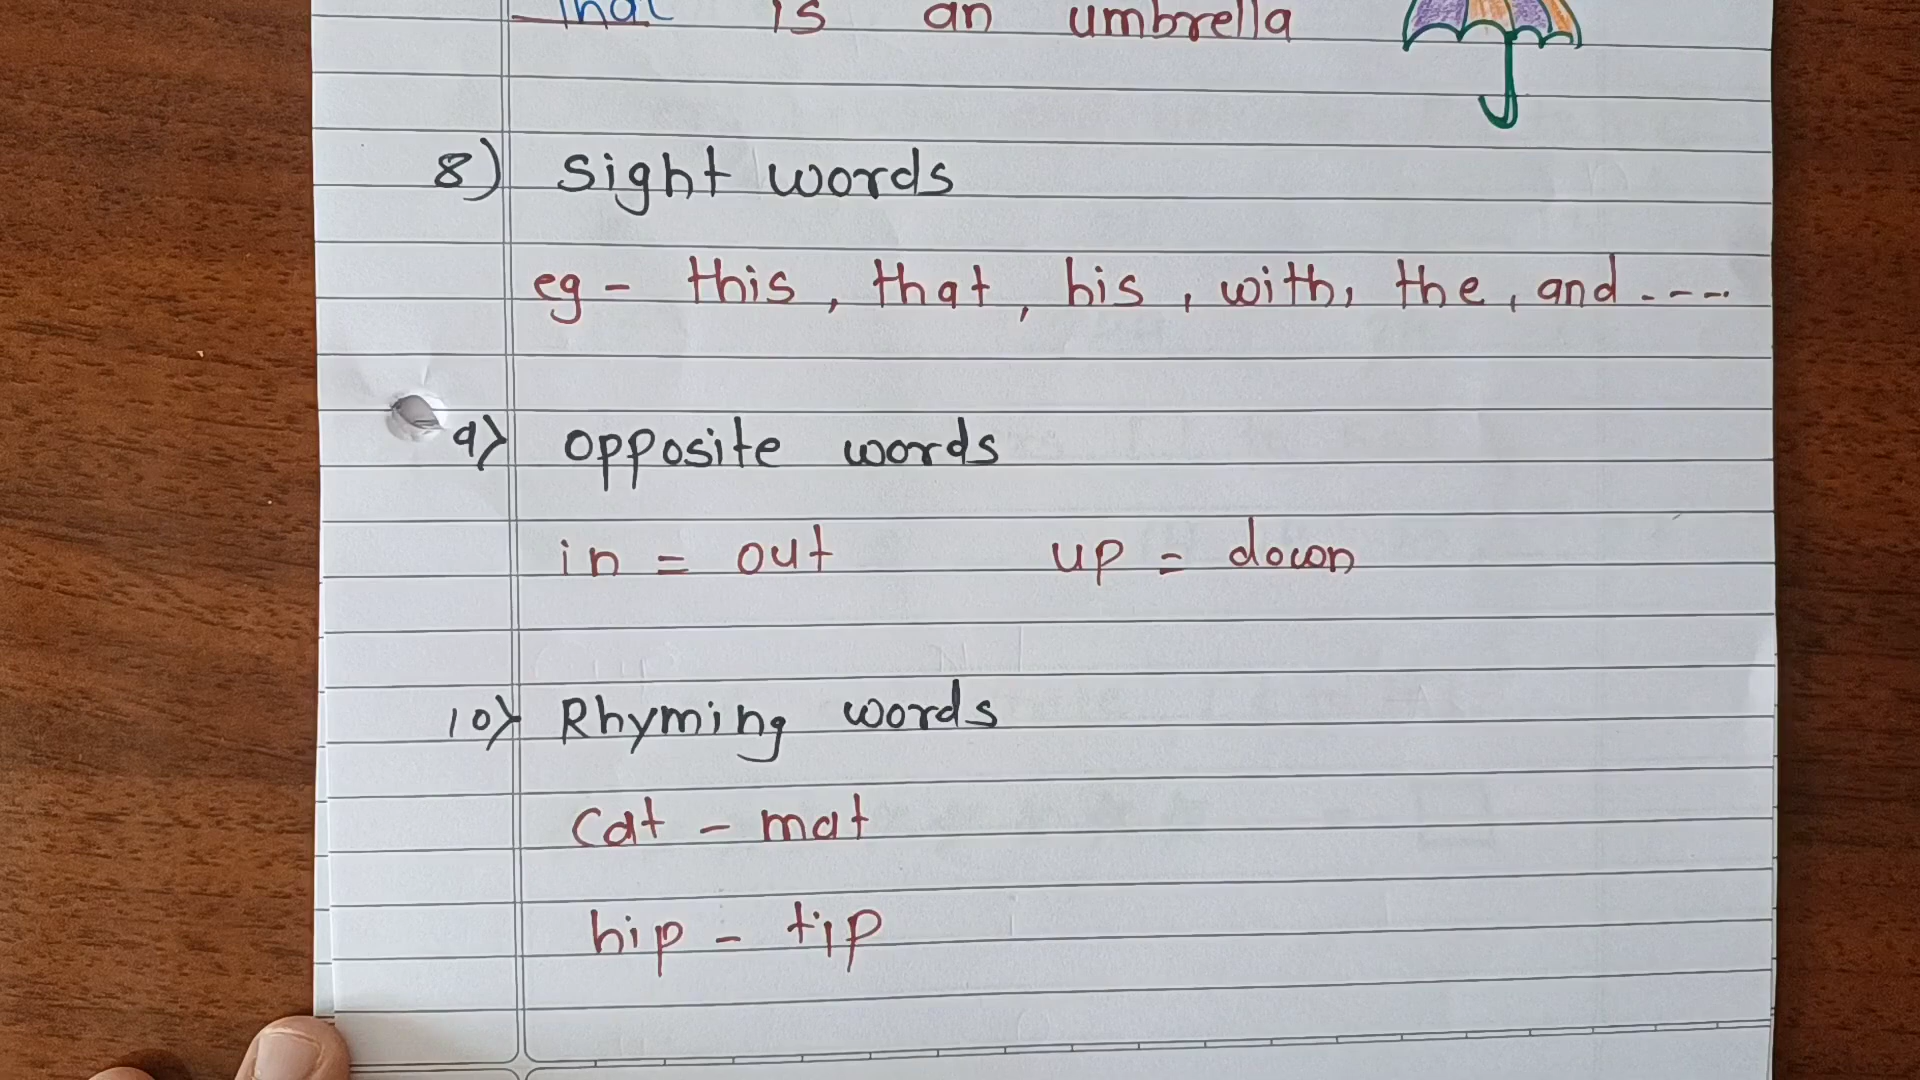 That is an umbrella
8) Sight words
eg - this, that, his, with, the, and ----
9) Opposite words
in = out up = down
10) Rhyming words
cat - mat
hip - tip